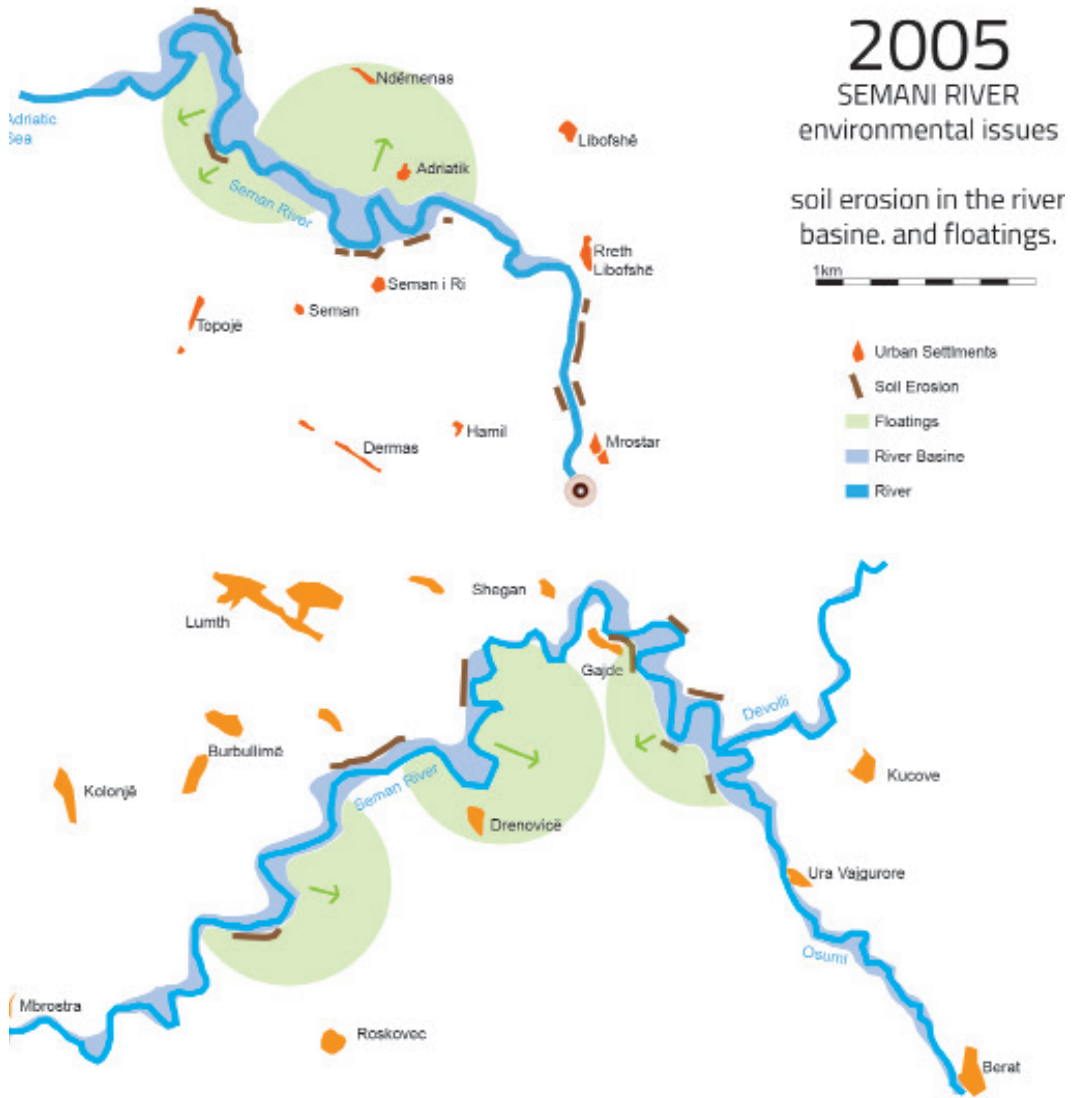 2005
SEMANI RIVER
environmental issues
soil erosion in the river
basine. and floatings.
1km
Urban Settlments
Soil Erosion
Floatings
River Basine
River
Ndërnenas
Adriatic
Sea
Libofshë
Adriatik
Seman River
Rreth
Libofshë
Seman i Ri
Seman
Topojë
Hamil
Dermas
Mrostar
Shegan
Lumth
Gajde
Devolli
Burbullimë
Kolonjë
Seman River
Kucove
Drenovicë
Ura Vajgurore
Osumi
Mbrostra
Roskovec
Berat